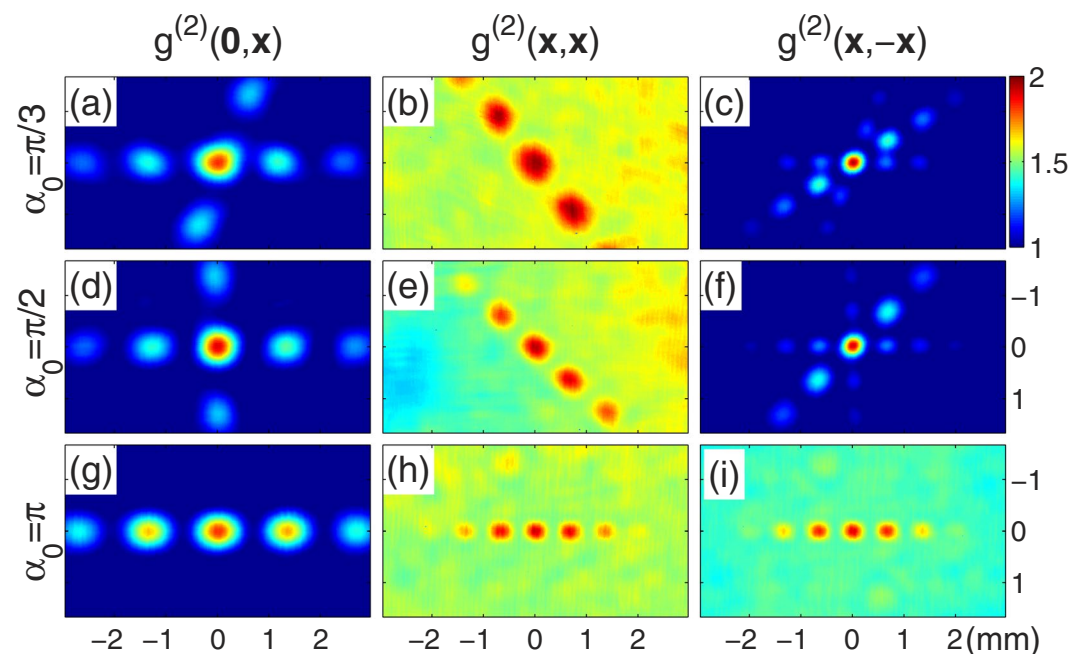 g(2)(0,x) g(2)(x,x) g(2)(x,−x)
α0=π/3 (a) (b) (c) 2
1.5
1
α0=π/2 (d) (e) (f) −1
0
1
α0=π (g) (h) (i) −1
0
1
−2 −1 0 1 2 −2 −1 0 1 2 −2 −1 0 1 2 (mm)